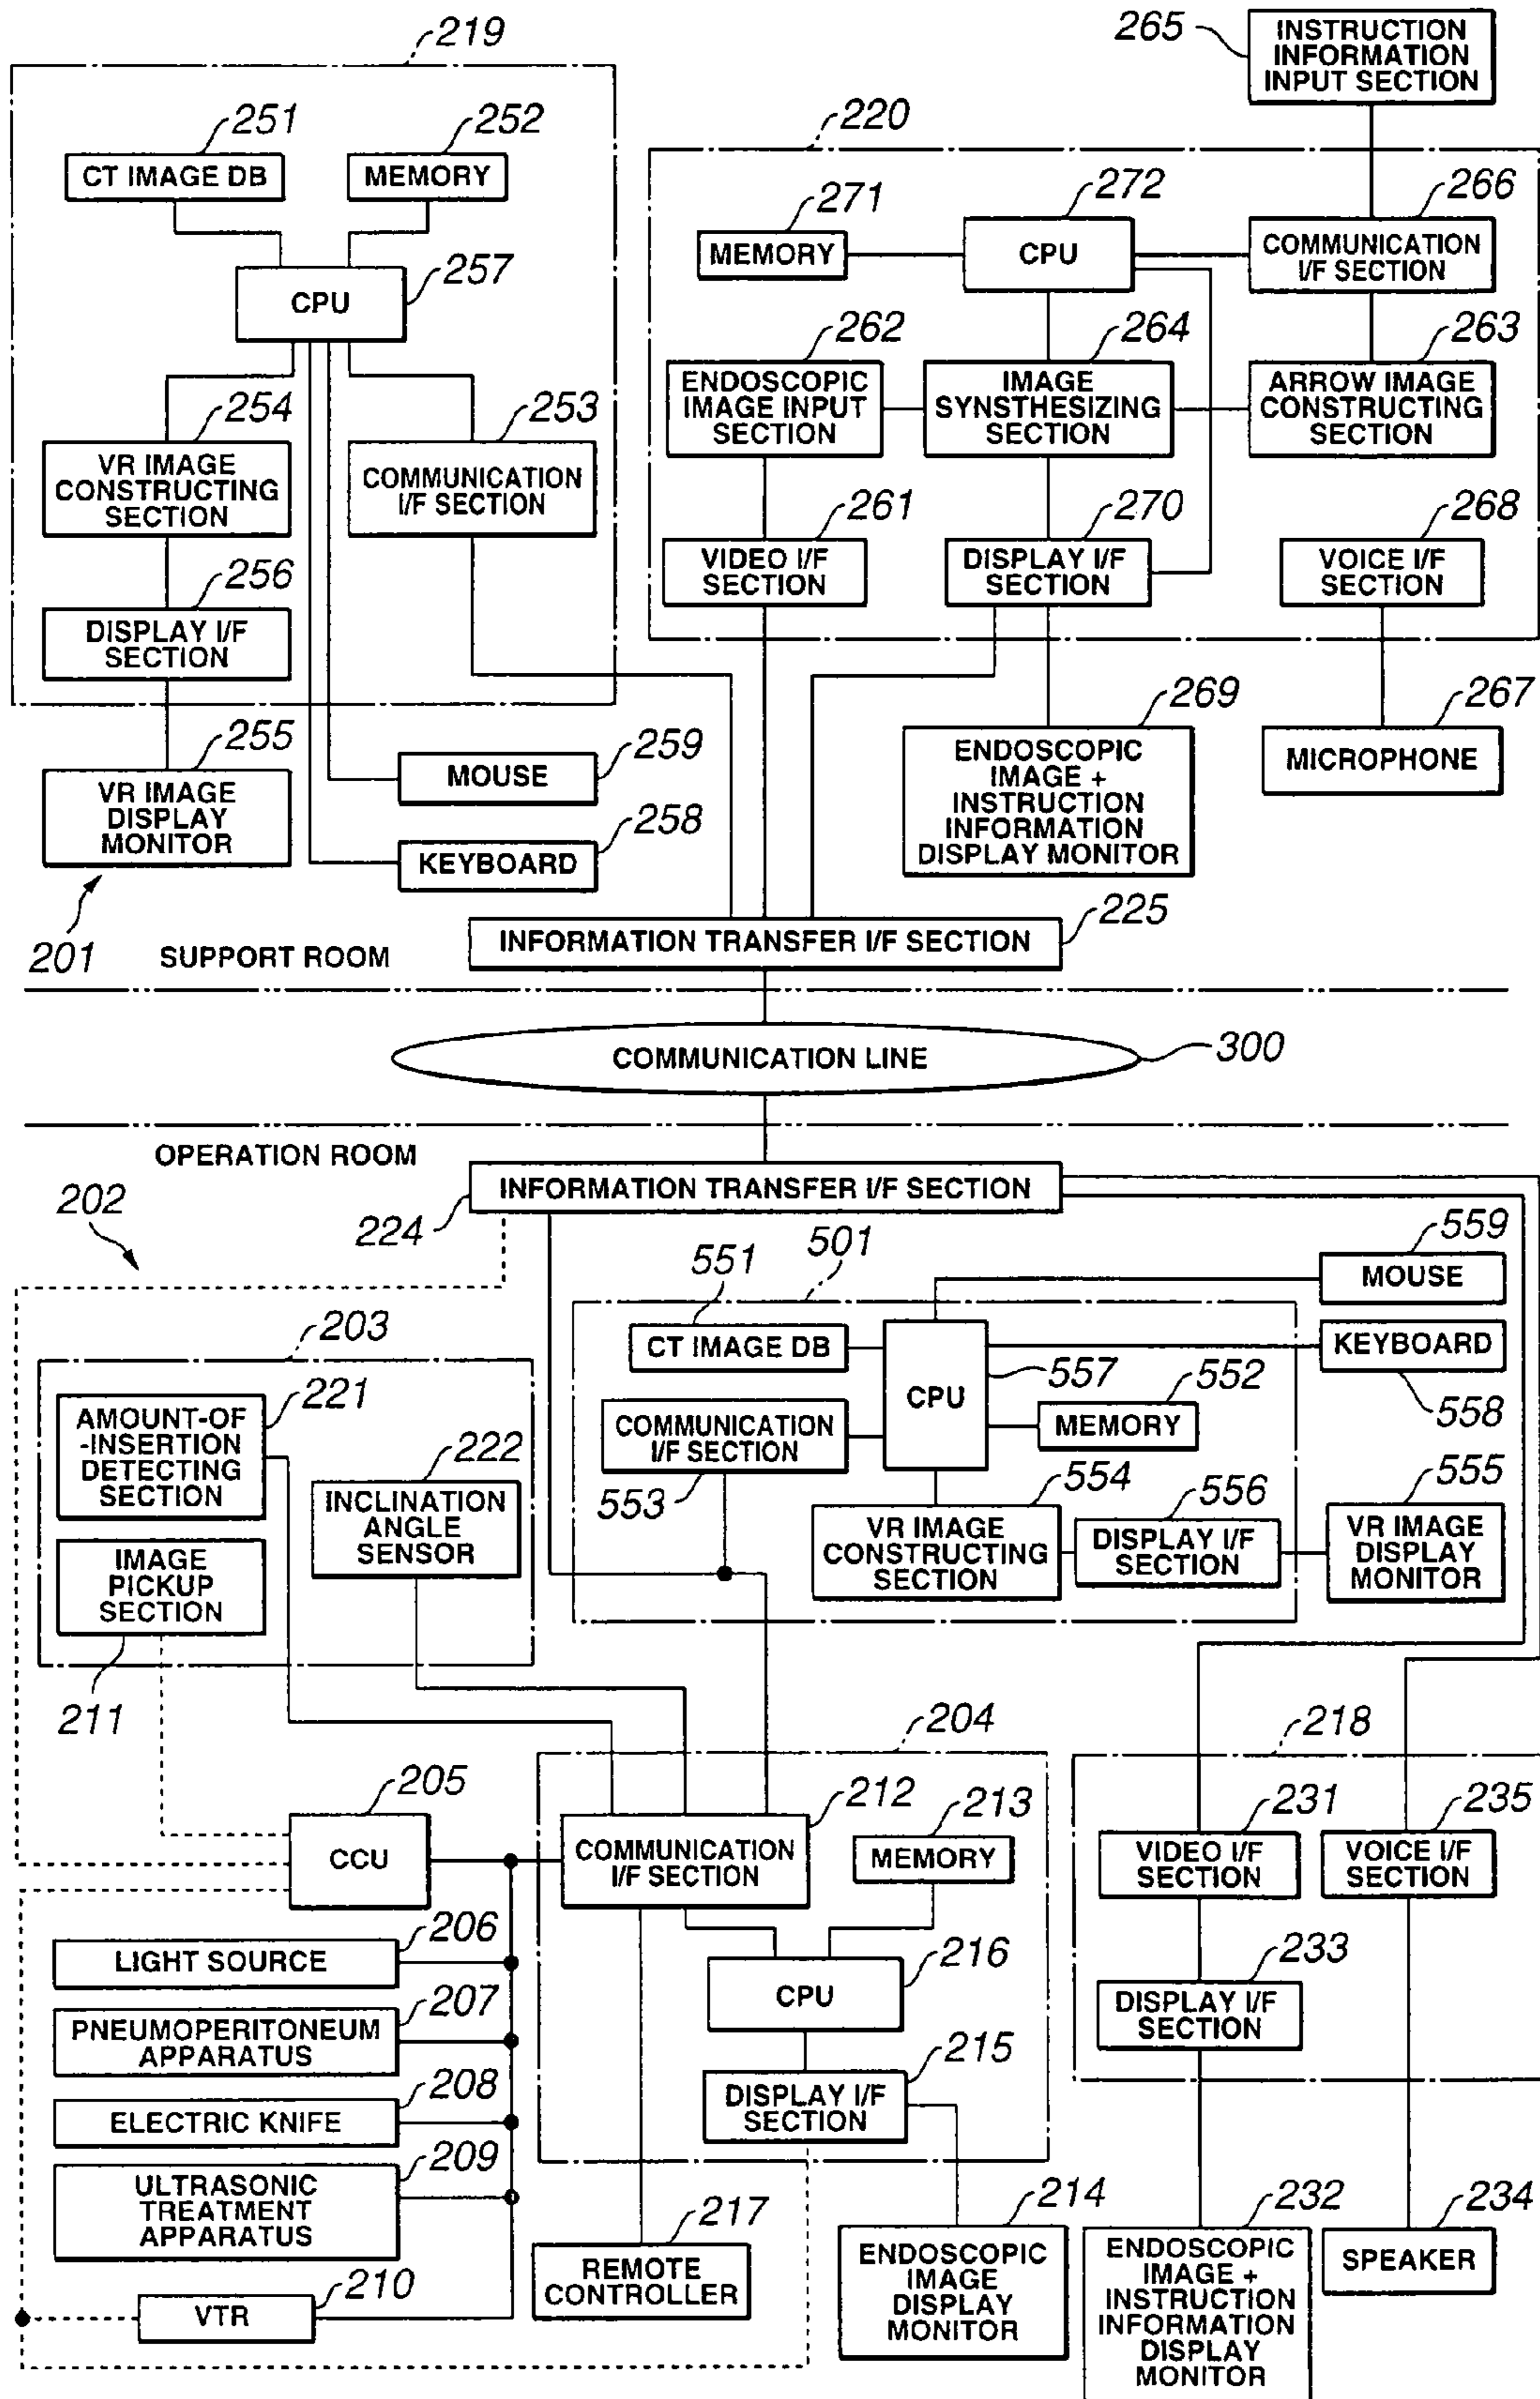 219
265
INSTRUCTION
INFORMATION
INPUT SECTION
251
252
220
CT IMAGE DB
MEMORY
271
272
266
MEMORY
CPU
COMMUNICATION
I/F SECTION
257
CPU
262
264
263
ENDOSCOPIC
IMAGE INPUT
SECTION
IMAGE
SYNSTHESIZING
SECTION
ARROW IMAGE
CONSTRUCTING
SECTION
254
253
VR IMAGE
CONSTRUCTING
SECTION
COMMUNICATION
I/F SECTION
261
270
268
VIDEO I/F
SECTION
DISPLAY I/F
SECTION
VOICE I/F
SECTION
256
DISPLAY I/F
SECTION
269
267
255
259
VR IMAGE
DISPLAY
MONITOR
MOUSE
ENDOSCOPIC
IMAGE +
INSTRUCTION
INFORMATION
DISPLAY MONITOR
MICROPHONE
258
KEYBOARD
225
201
SUPPORT ROOM
INFORMATION TRANSFER I/F SECTION
COMMUNICATION LINE
300
OPERATION ROOM
INFORMATION TRANSFER I/F SECTION
202
224
501
559
551
MOUSE
203
CT IMAGE DB
KEYBOARD
221
CPU
557
552
558
AMOUNT-OF
-INSERTION
DETECTING
SECTION
COMMUNICATION
I/F SECTION
MEMORY
222
553
554
556
555
INCLINATION
ANGLE
SENSOR
VR IMAGE
CONSTRUCTING
SECTION
DISPLAY I/F
SECTION
VR IMAGE
DISPLAY
MONITOR
IMAGE
PICKUP
SECTION
211
204
218
205
212
213
231
235
CCU
COMMUNICATION
I/F SECTION
MEMORY
VIDEO I/F
SECTION
VOICE I/F
SECTION
206
LIGHT SOURCE
216
CPU
233
207
PNEUMOPERITONEUM
APPARATUS
DISPLAY I/F
SECTION
208
215
ELECTRIC KNIFE
DISPLAY I/F
SECTION
209
ULTRASONIC
TREATMENT
APPARATUS
217
214
232
234
REMOTE
CONTROLLER
ENDOSCOPIC
IMAGE
DISPLAY
MONITOR
ENDOSCOPIC
IMAGE +
INSTRUCTION
INFORMATION
DISPLAY
MONITOR
SPEAKER
210
VTR